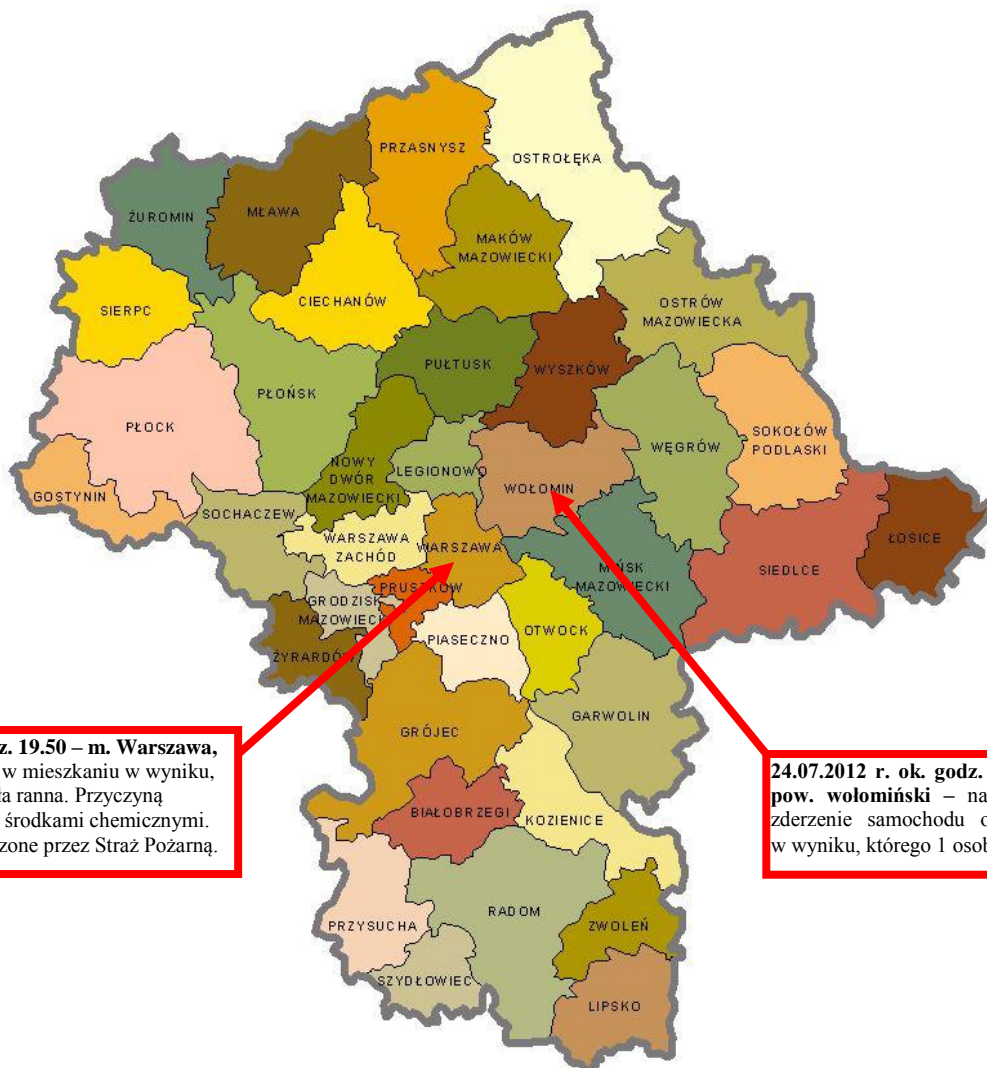 PRZASNYSZ
OSTROŁĘKA
ŻUROMIN
MŁAWA
MAKÓW
MAZOWIECKI
SIERPC
CIECHANÓW
OSTRÓW
MAZOWIECKA
PŁOŃSK
PUŁTUSK
WYSZKÓW
PŁOCK
SOKOŁÓW
PODLASKI
WĘGRÓW
NOWY
DWÓR
MAZOWIECKI
LEGIONOWO
WOŁOMIN
GOSTYNIN
SOCHACZEW
WARSZAWA
ZACHÓD
WARSZAWA
MIŃSK
MAZOWIECKI
SIEDLCE
ŁOSICE
PRUSZKÓW
GRODZISK
MAZOWIECK
PIASECZNO
OTWOCK
ŻYRARDÓW
GARWOLIN
GRÓJEC
z. 19.50 – m. Warszawa,
w mieszkaniu w wyniku,
ła ranna. Przyczyną
środkami chemicznymi.
zone przez Straż Pożarną.
24.07.2012 r. ok. godz.
pow. wołomiński – na
zderzenie samochodu o
w wyniku, którego 1 osob
BIAŁOBRZEGI
KOZIENICE
PRZYSUCHA
RADOM
ZWOLEŃ
SZYDŁOWIEC
LIPSKO